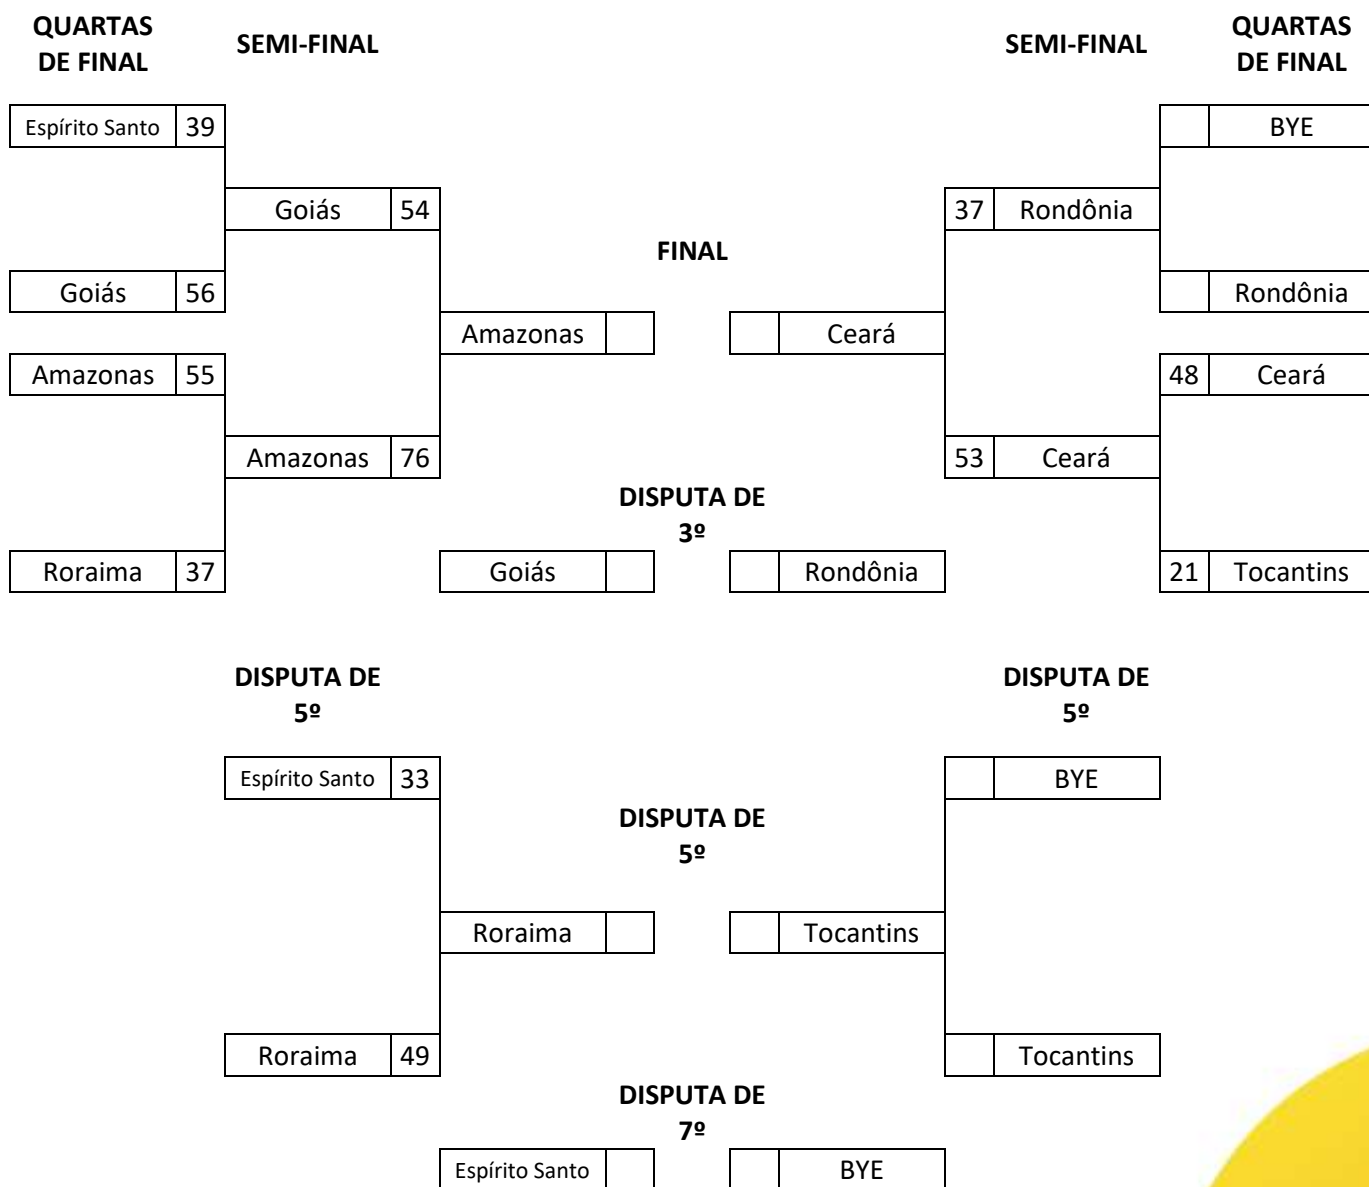 QUARTAS
DE FINAL
SEMI-FINAL
SEMI-FINAL
QUARTAS
DE FINAL
Espírito Santo 39
BYE
Goiás 54
37 Rondônia
FINAL
Goiás 56
Rondônia
Amazonas
Ceará
Amazonas 55
48 Ceará
Amazonas 76
53 Ceará
DISPUTA DE
3º
Roraima 37
Goiás
Rondônia
21 Tocantins
DISPUTA DE
5º
DISPUTA DE
5º
Espírito Santo 33
BYE
DISPUTA DE
5º
Roraima
Tocantins
Roraima 49
Tocantins
DISPUTA DE
7º
Espírito Santo
BYE